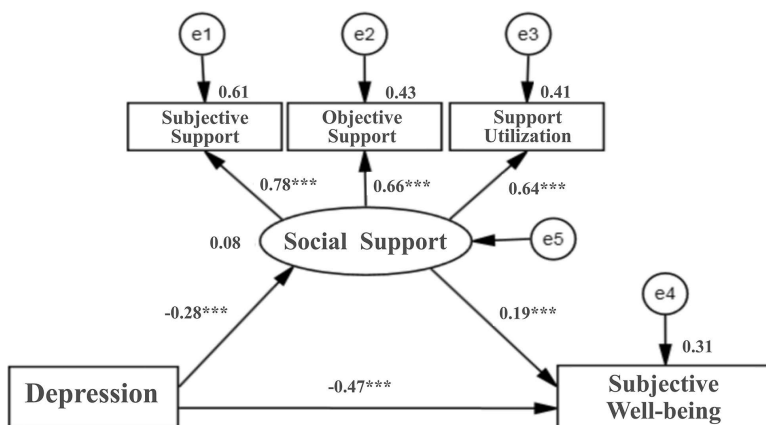 e1
e2
e3
0.61
0.43
0.41
Subjective
Support
Objective
Support
Support
Utilization
0.78***
0.66***
0.64***
0.08
Social Support
e5
-0.28***
0.19***
e4
0.31
Depression
-0.47***
Subjective
Well-being